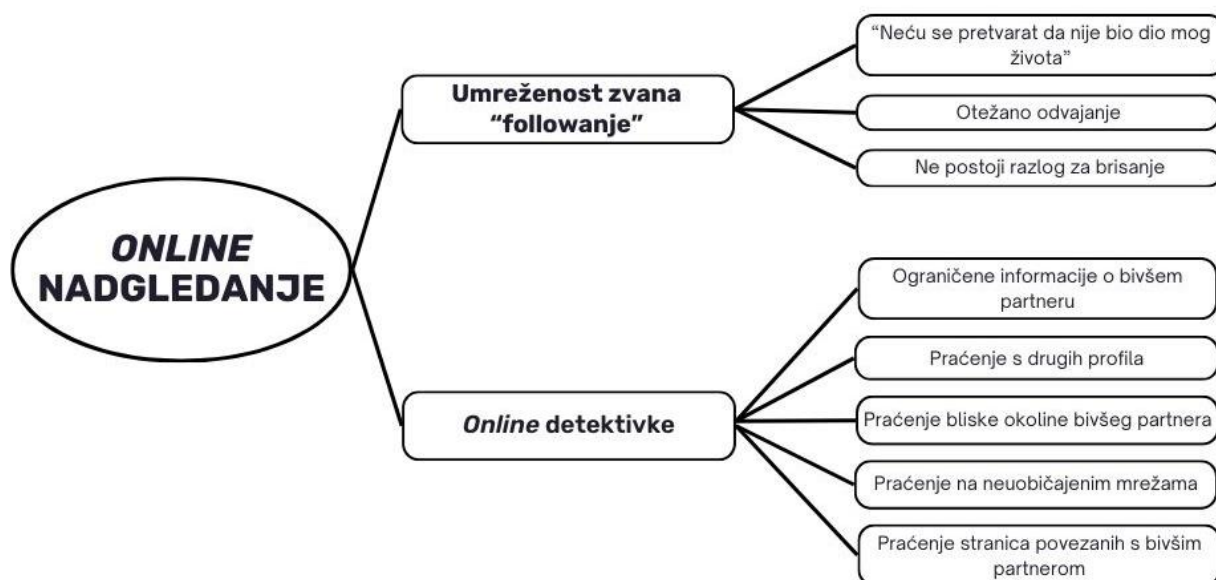 ONLINE
NADGLEDANJE
Umreženost zvana
“followanje”
“Neću se pretvarat da nije bio dio mog
života”
Otežano odvajanje
Ne postoji razlog za brisanje
Online detektivke
Ograničene informacije o bivšem
partneru
Praćenje s drugih profila
Praćenje bliske okoline bivšeg partnera
Praćenje na neuobičajenim mrežama
Praćenje stranica povezanih s bivšim
partnerom